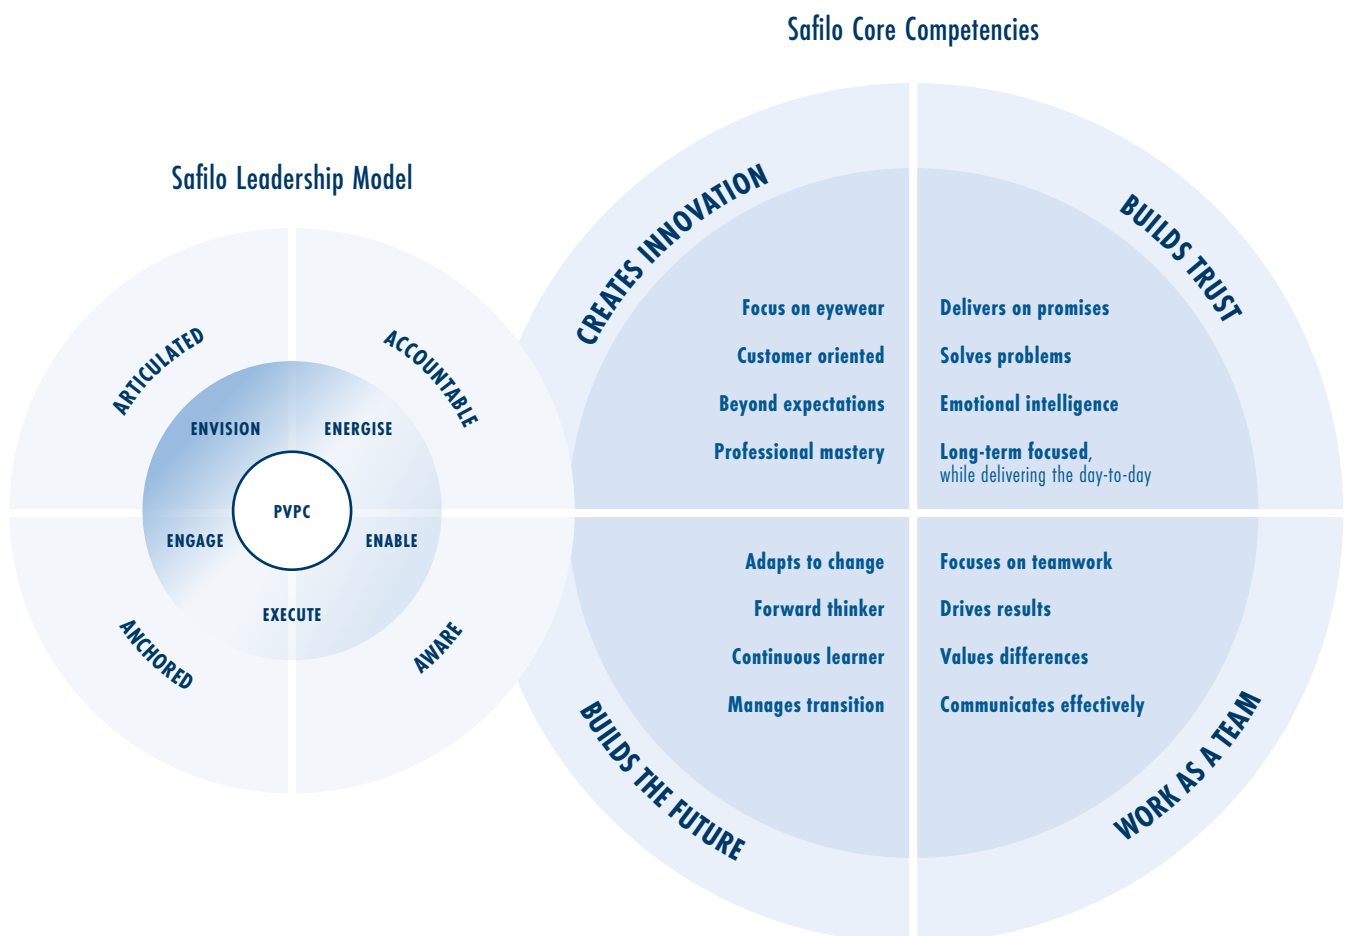 Safilo Core Competencies
Safilo Leadership Model
ARTICULATED
ACCOUNTABLE
ENVISION
ENERGISE
PVPC
ENGAGE
ENABLE
EXECUTE
ANCHORED
AWARE
CREATES INNOVATION
Focus on eyewear
Customer oriented
Beyond expectations
Professional mastery
BUILDS TRUST
Delivers on promises
Solves problems
Emotional intelligence
Long-term focused,
while delivering the day-to-day
Adapts to change
Forward thinker
Continuous learner
Manages transition
BUILDS THE FUTURE
Focuses on teamwork
Drives results
Values differences
Communicates effectively
WORK AS A TEAM